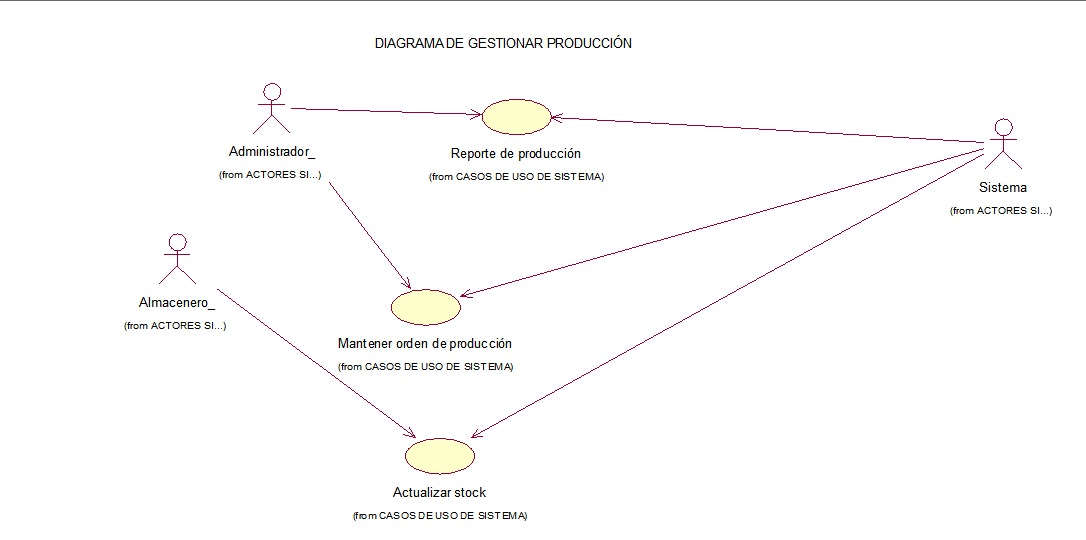 DIAGRAMA DE GESTIONAR PRODUCCIÓN
Administrador_
(from ACTORES SI...)
Reporte de producción
(from CASOS DE USO DE SISTEMA)
Sistema
(from ACTORES SI...)
Almacenero_
(from ACTORES SI...)
Mantener orden de producción
(from CASOS DE USO DE SISTEMA)
Actualizar stock
(from CASOS DE USO DE SISTEMA)